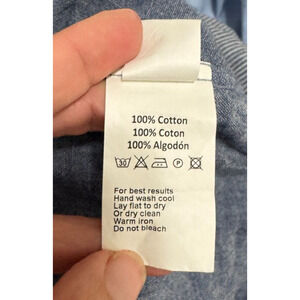 100% Cotton
100% Coton
100% Algodón
30 P
For best results
Hand wash cool
Lay flat to dry
Or dry clean
Warm iron
Do not bleach